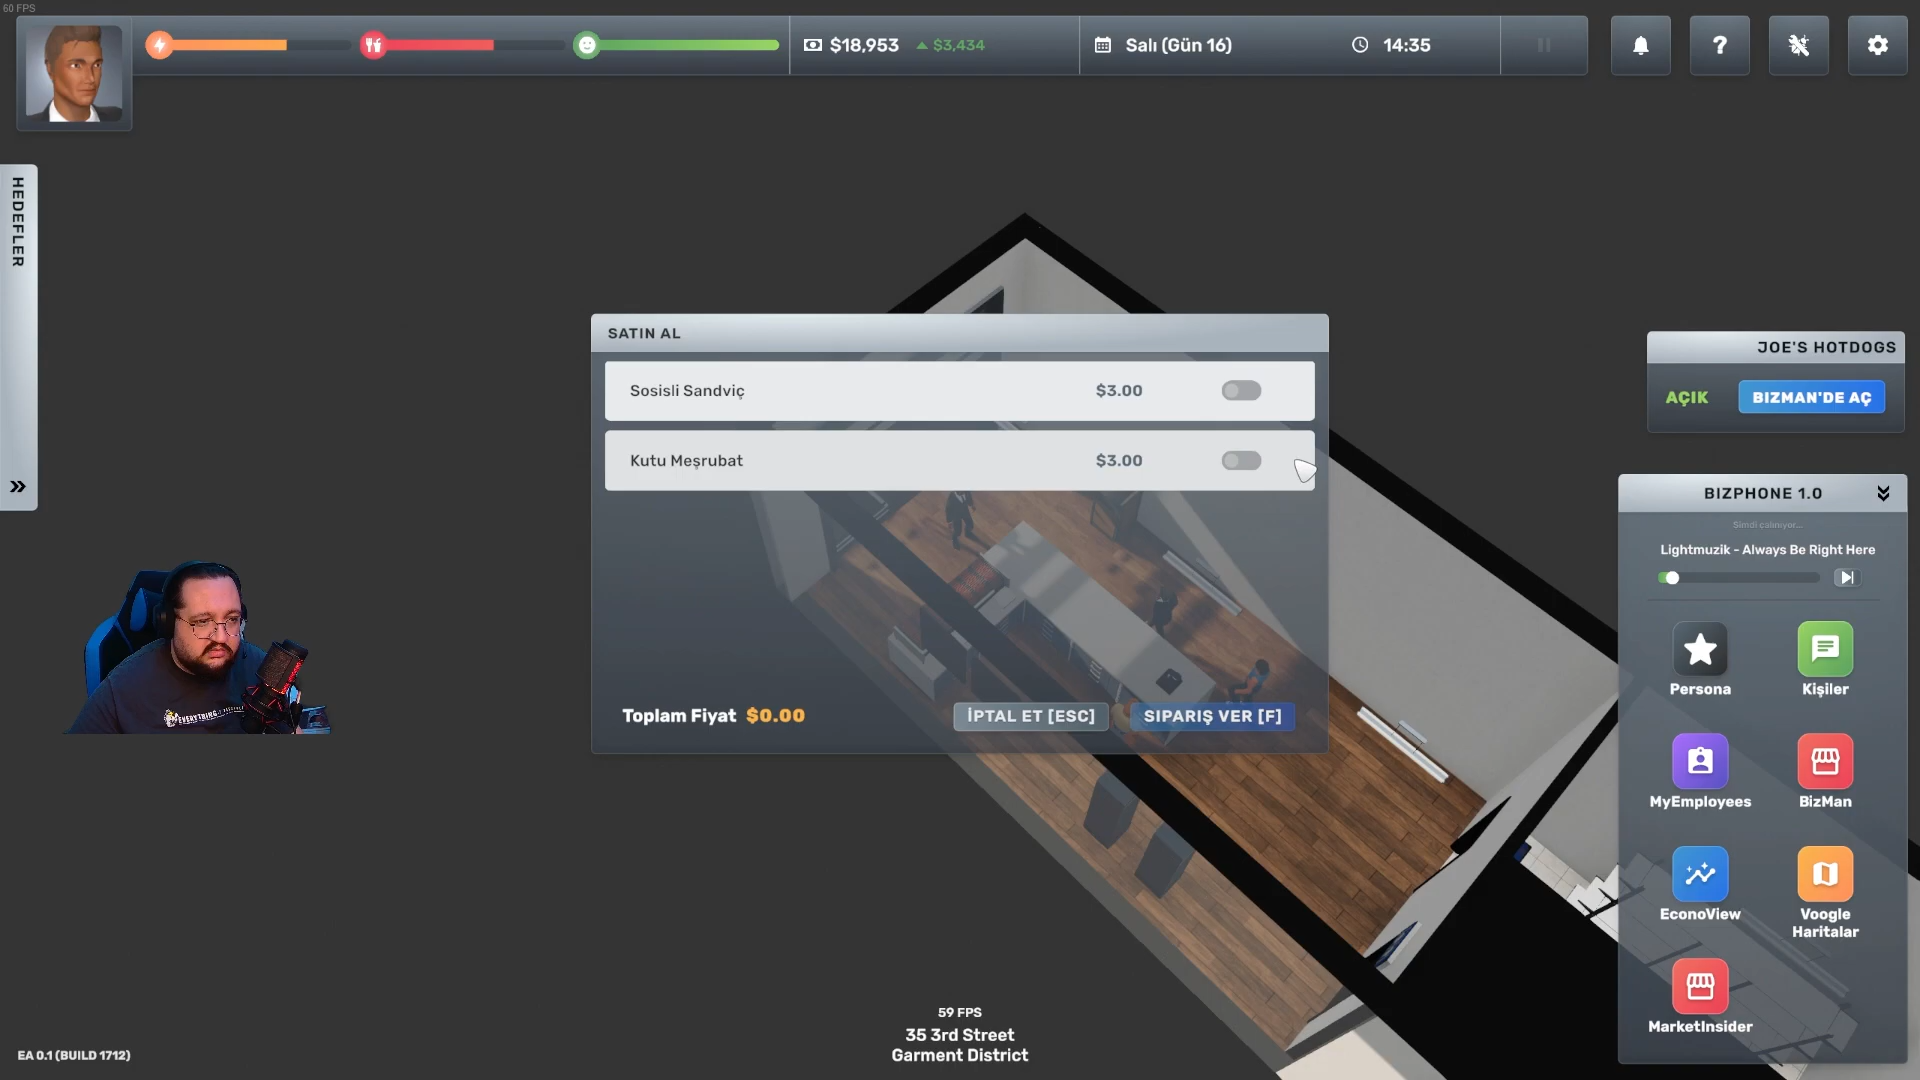 60 FPS
$18,953
$3,434
Salı (Gün 16)
14:35
?
HEDEFLER
SATIN AL
Sosisli Sandviç
$3.00
Kutu Meşrubat
$3.00
Toplam Fiyat $0.00
İPTAL ET [ESC]
SIPARIŞ VER [F]
JOE'S HOTDOGS
AÇIK
BIZMAN'DE AÇ
BIZPHONE 1.0
Şimdi çalınıyor...
Lightmuzik - Always Be Right Here
Persona
Kişiler
MyEmployees
BizMan
EconoView
Voogle
Haritalar
MarketInsider
59 FPS
35 3rd Street
Garment District
EA 0.1 (BUILD 1712)